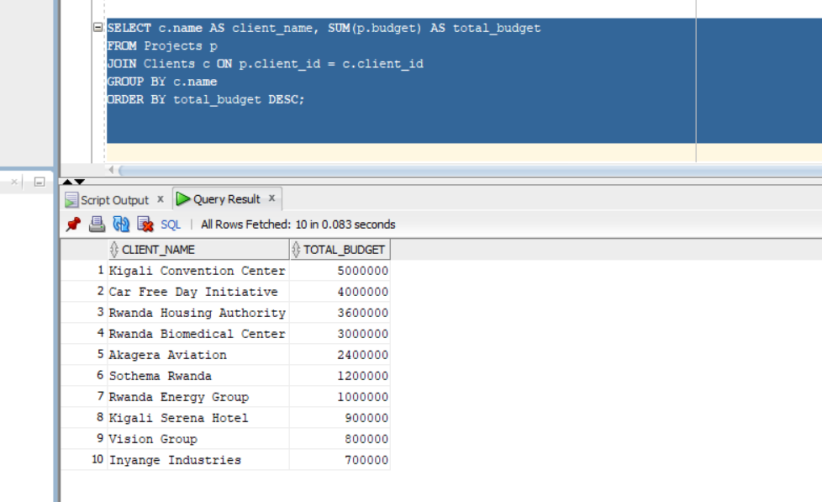 SELECT c.name AS client_name, SUM(p.budget) AS total_budget
FROM Projects p
JOIN Clients c ON p.client_id = c.client_id
GROUP BY c.name
ORDER BY total_budget DESC;
Script Output x Query Result x
SQL | All Rows Fetched: 10 in 0.083 seconds
CLIENT_NAME TOTAL_BUDGET
1 Kigali Convention Center 5000000
2 Car Free Day Initiative 4000000
3 Rwanda Housing Authority 3600000
4 Rwanda Biomedical Center 3000000
5 Akagera Aviation 2400000
6 Sothema Rwanda 1200000
7 Rwanda Energy Group 1000000
8 Kigali Serena Hotel 900000
9 Vision Group 800000
10 Inyange Industries 700000